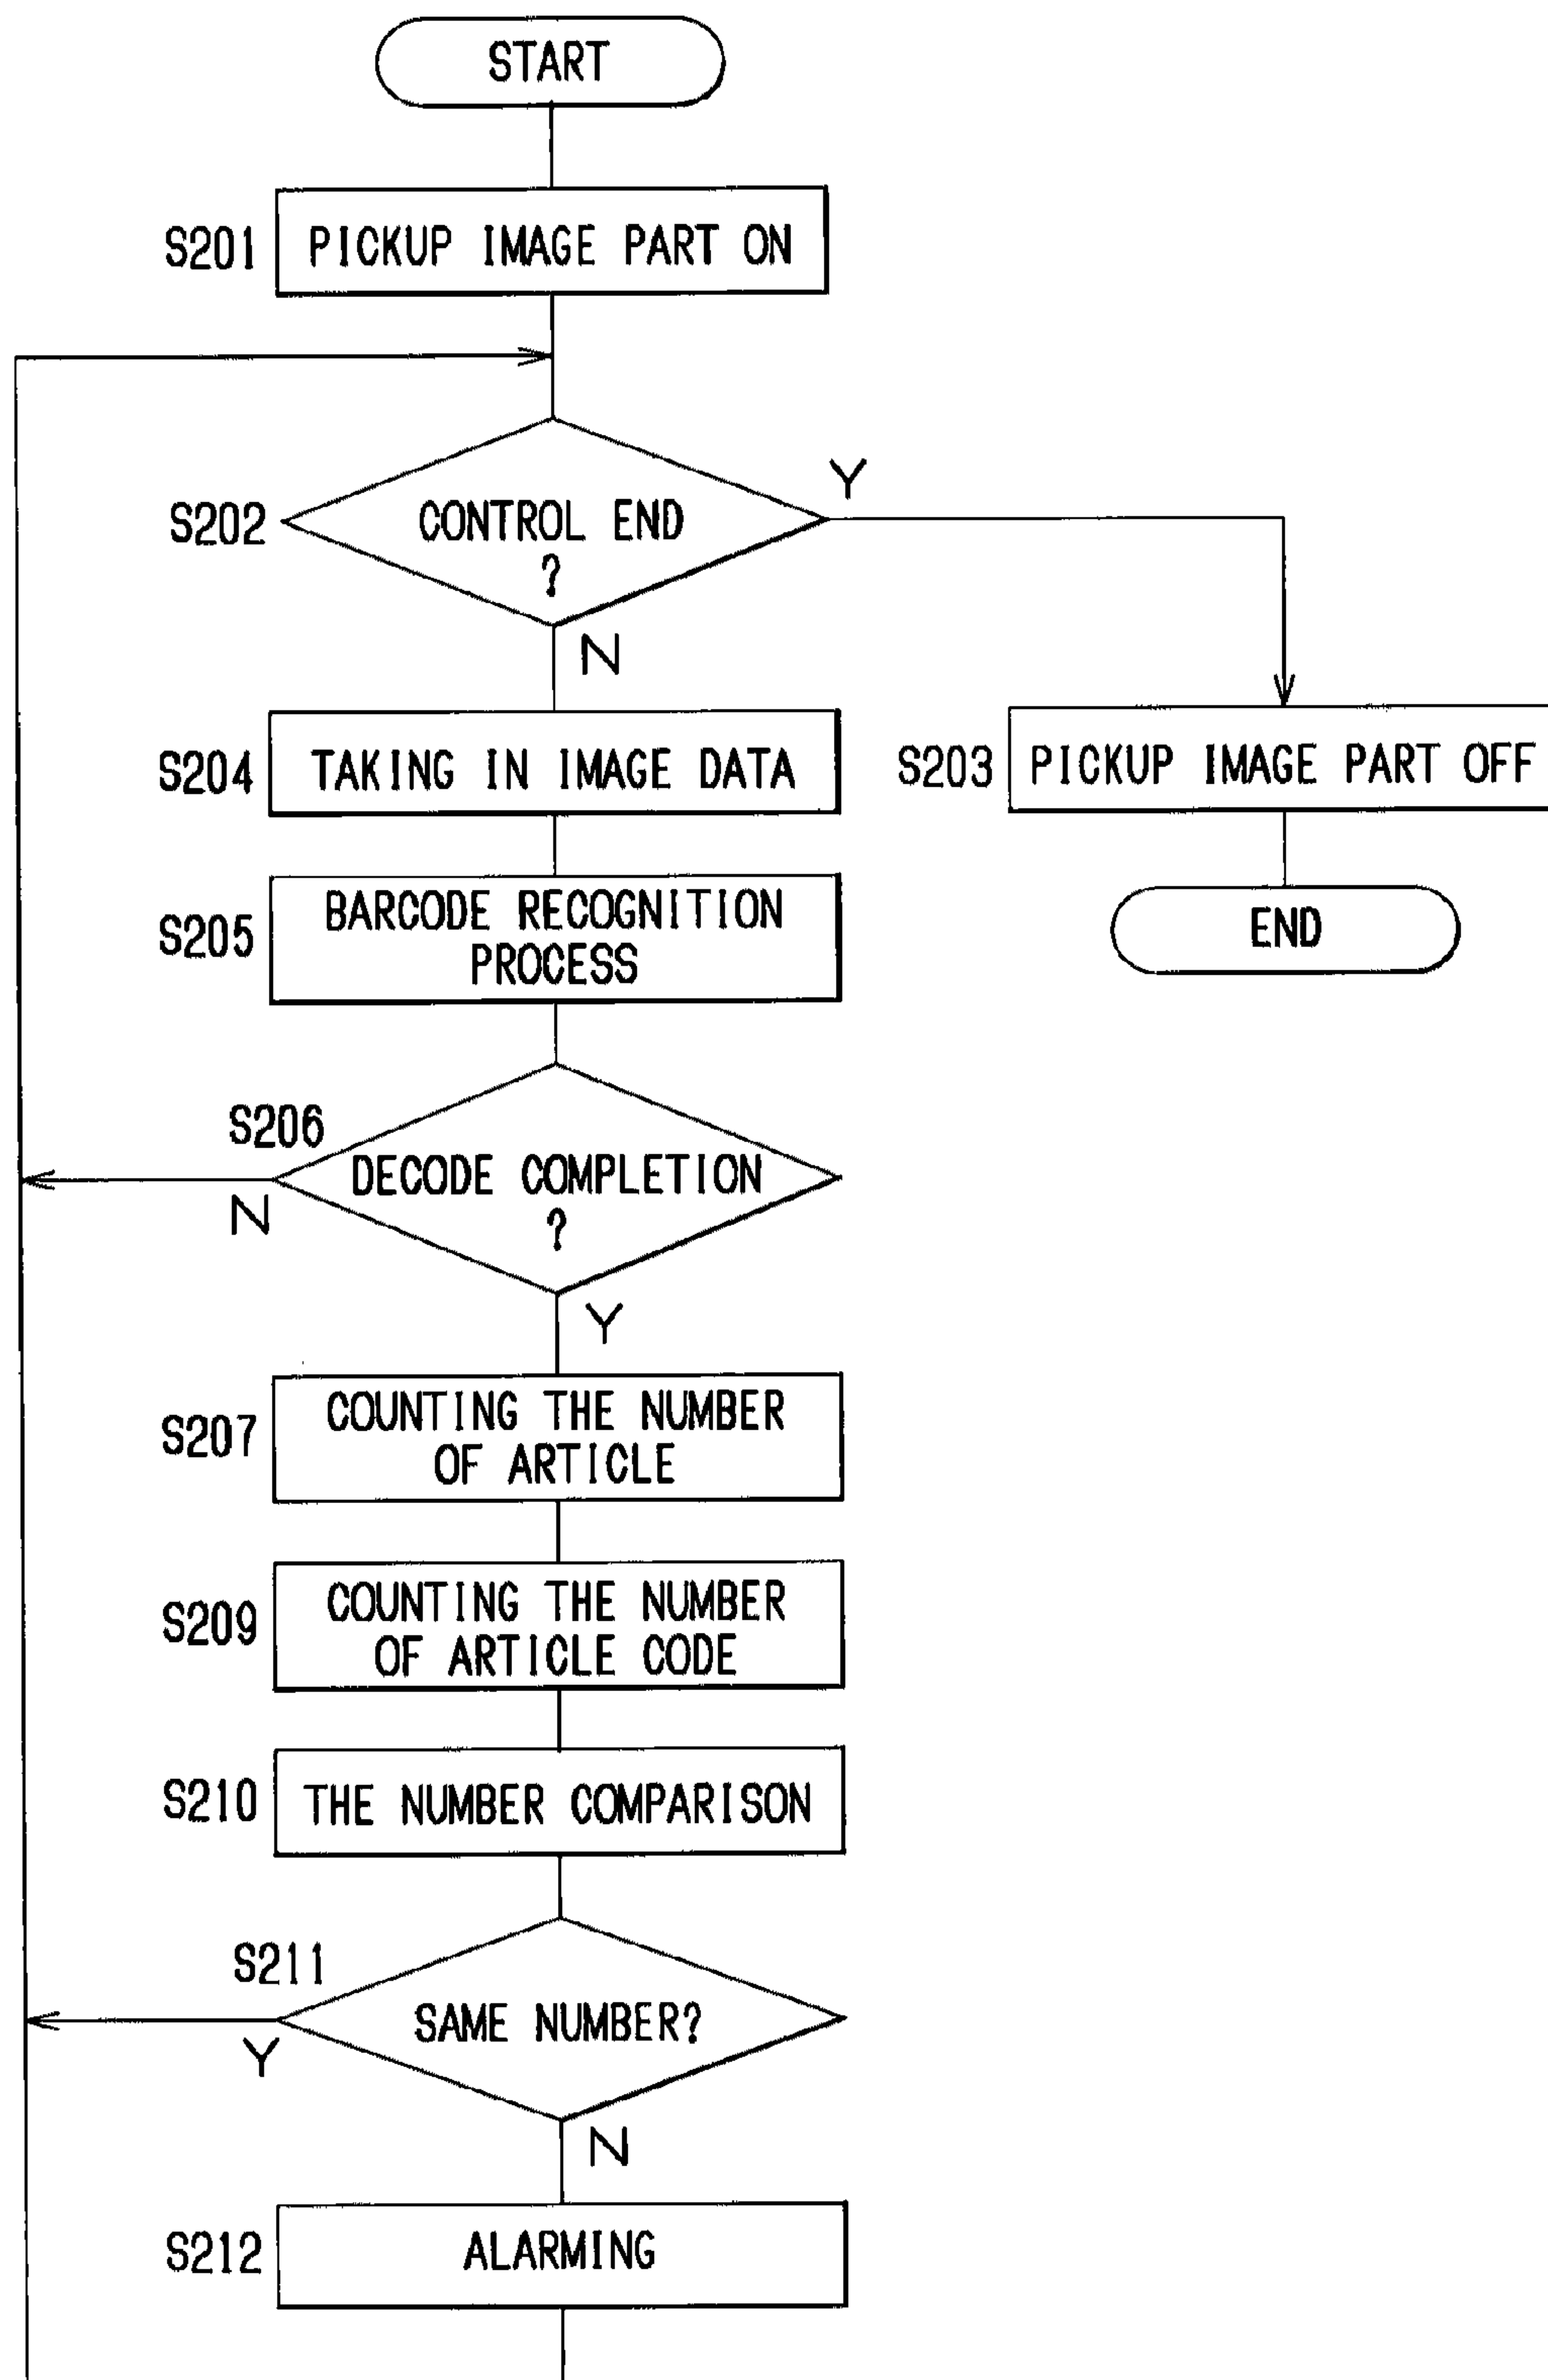 START
S201
PICKUP IMAGE PART ON
S202
CONTROL END
?
Y
N
S204
TAKING IN IMAGE DATA
S203
PICKUP IMAGE PART OFF
S205
BARCODE RECOGNITION
PROCESS
END
S206
DECODE COMPLETION
?
N
Y
S207
COUNTING THE NUMBER
OF ARTICLE
S209
COUNTING THE NUMBER
OF ARTICLE CODE
S210
THE NUMBER COMPARISON
S211
SAME NUMBER?
Y
N
S212
ALARMING